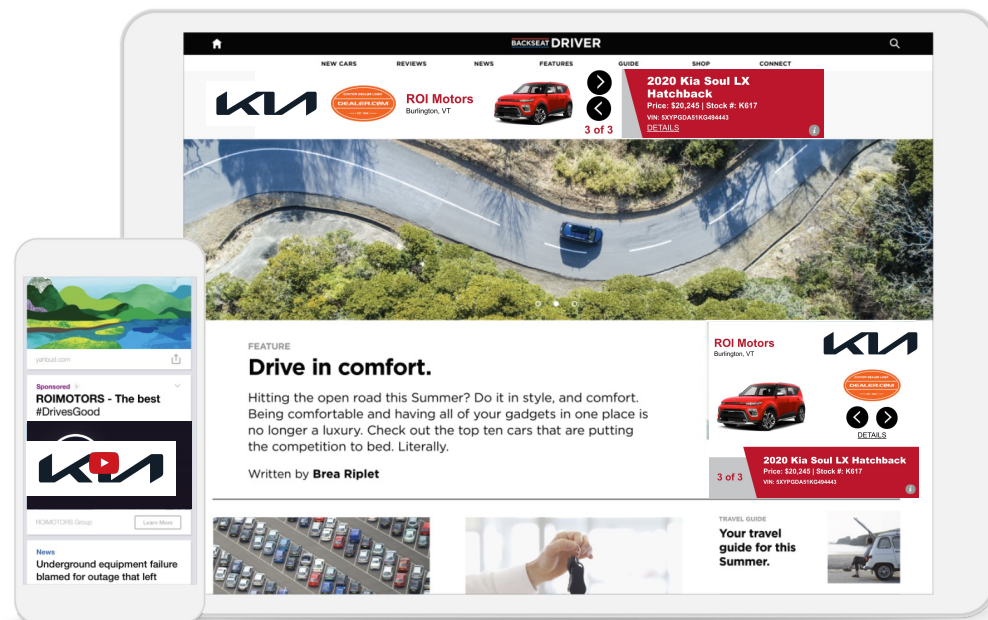 BACKSEAT DRIVER
NEW CARS REVIEWS NEWS FEATURES GUIDE SHOP CONNECT
KIA
DEALER.COM
ROI Motors
Burlington, VT
3 of 3
2020 Kia Soul LX
Hatchback
Price: $20,245 | Stock #: K617
VIN: 5XYPGDA51KG494443
DETAILS
i
FEATURE
Drive in comfort.
Hitting the open road this Summer? Do it in style, and comfort.
Being comfortable and having all of your gadgets in one place is
no longer a luxury. Check out the top ten cars that are putting
the competition to bed. Literally.
Written by Brea Riplet
ROI Motors
Burlington, VT
KIA
DEALER.COM
DETAILS
3 of 3
2020 Kia Soul LX Hatchback
Price: $20,245 | Stock #: K617
VIN: 5XYPGDA51KG494443
i
TRAVEL GUIDE
Your travel
guide for this
Summer.
Sponsored
ROIMOTORS - The best
#DrivesGood
KIA
ROIMOTORS Group
Learn More
News
Underground equipment failure
blamed for outage that left